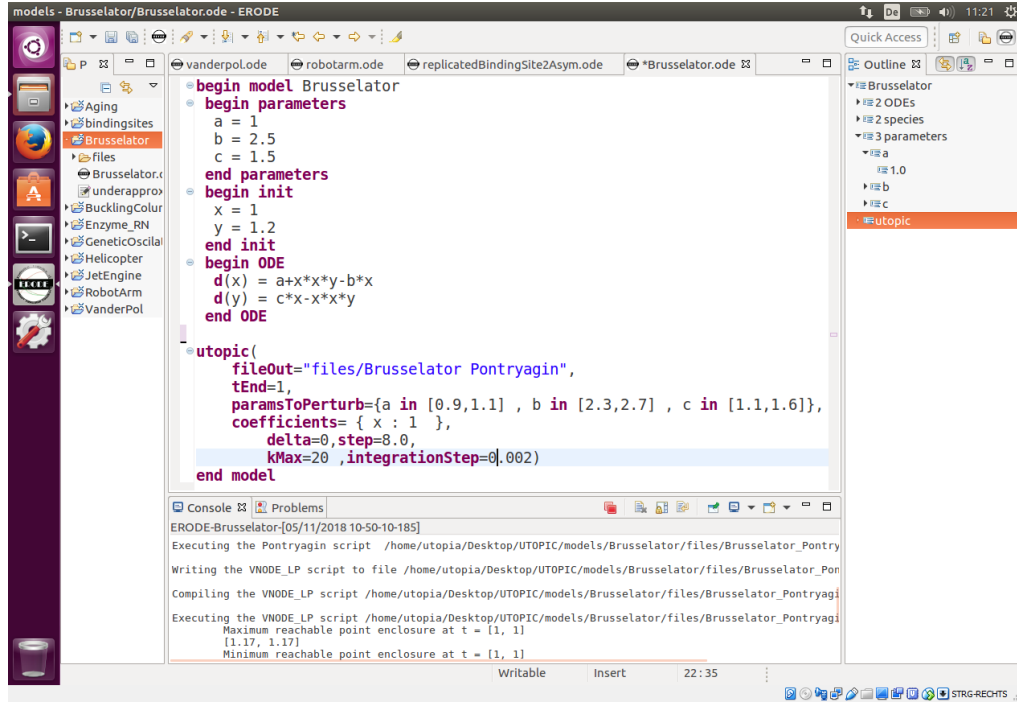 models - Brusselator/Brusselator.ode - ERODE
De
11:21
Quick Access
P
vanderpol.ode
robotarm.ode
replicatedBindingSite2Asym.ode
*Brusselator.ode
Outline
Aging
bindingsites
Brusselator
files
Brusselator.o
underapprox
BucklingColur
Enzyme_RN
GeneticOscilat
Helicopter
JetEngine
RobotArm
VanderPol
begin model Brusselator
begin parameters
a = 1
b = 2.5
c = 1.5
end parameters
begin init
x = 1
y = 1.2
end init
begin ODE
d(x) = a+x*x*y-b*x
d(y) = c*x-x*x*y
end ODE
utopic(
fileOut="files/Brusselator Pontryagin",
tEnd=1,
paramsToPerturb={a in [0.9,1.1] , b in [2.3,2.7] , c in [1.1,1.6]},
coefficients= { x : 1  },
delta=0,step=8.0,
kMax=20 ,integrationStep=0.002)
end model
Brusselator
2 ODEs
2 species
3 parameters
a
1.0
b
c
utopic
Console
Problems
ERODE-Brusselator-[05/11/2018 10-50-10-185]
Executing the Pontryagin script  /home/utopia/Desktop/UTOPIC/models/Brusselator/files/Brusselator_Pontry
Writing the VNODE_LP script to file /home/utopia/Desktop/UTOPIC/models/Brusselator/files/Brusselator_Pon
Compiling the VNODE_LP script /home/utopia/Desktop/UTOPIC/models/Brusselator/files/Brusselator_Pontryagi
Executing the VNODE_LP script /home/utopia/Desktop/UTOPIC/models/Brusselator/files/Brusselator_Pontryagi
Maximum reachable point enclosure at t = [1, 1]
[1.17, 1.17]
Minimum reachable point enclosure at t = [1, 1]
Writable
Insert
22 : 35
STRG-RECHTS
ERODE